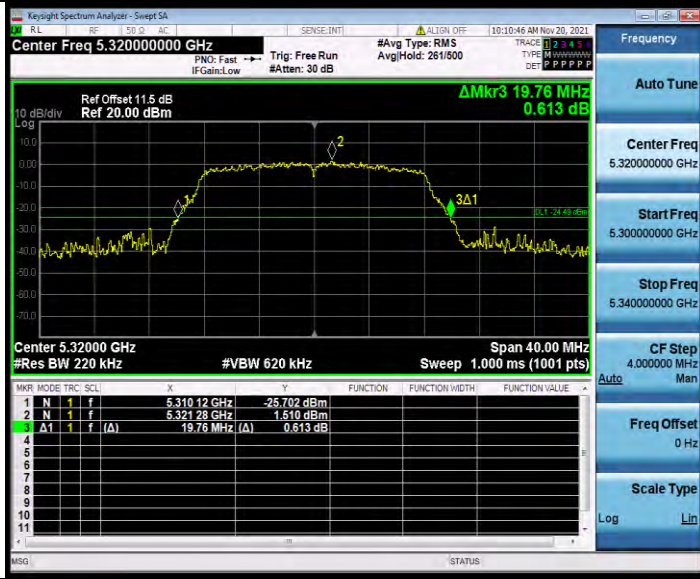 Keysight Spectrum Analyzer - Swept SA
RL RF 50 Ω AC SENSE:INT ALIGN OFF 10:10:46 AM Nov 20, 2021
Center Freq 5.320000000 GHz
PNO: Fast Trig: Free Run #Avg Type: RMS TRACE 1 2 3 4 5 6
IFGain:Low #Atten: 30 dB Avg|Hold: 261/500 TYPE M WWWWW
DET P P P P P P
ΔMkr3 19.76 MHz
0.613 dB
Ref Offset 11.5 dB
10 dB/div Ref 20.00 dBm
Log
10.0
0.00
-10.0
-20.0
-30.0
-40.0
-50.0
-60.0
-70.0
1
2
3Δ1
DL1 -24.49 dBm
Center 5.32000 GHz Span 40.00 MHz
#Res BW 220 kHz #VBW 620 kHz Sweep 1.000 ms (1001 pts)
MKR MODE TRC SCL X Y FUNCTION FUNCTION WIDTH FUNCTION VALUE
1 N 1 f 5.310 12 GHz -25.702 dBm
2 N 1 f 5.321 28 GHz 1.510 dBm
3 Δ1 1 f (Δ) 19.76 MHz (Δ) 0.613 dB
4
5
6
7
8
9
10
11
MSG STATUS
Frequency
Auto Tune
Center Freq
5.320000000 GHz
Start Freq
5.300000000 GHz
Stop Freq
5.340000000 GHz
CF Step
4.000000 MHz
Auto Man
Freq Offset
0 Hz
Scale Type
Log Lin